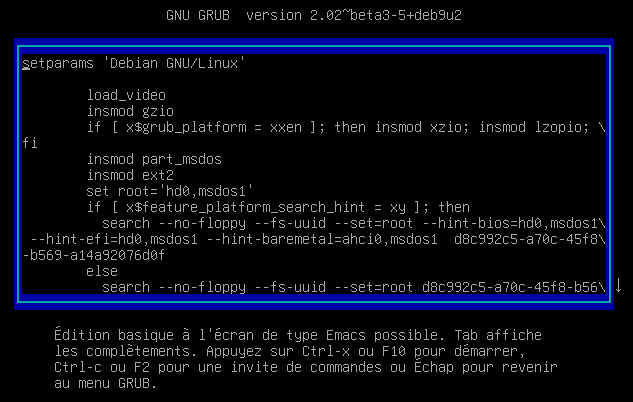 GNU GRUB  version 2.02~beta3-5+deb9u2
setparams 'Debian GNU/Linux'
load_video
insmod gzio
if [ x$grub_platform = xxen ]; then insmod xzio; insmod lzopio; \
fi
insmod part_msdos
insmod ext2
set root='hd0,msdos1'
if [ x$feature_platform_search_hint = xy ]; then
search --no-floppy --fs-uuid --set=root --hint-bios=hd0,msdos1\
--hint-efi=hd0,msdos1 --hint-baremetal=ahci0,msdos1  d8c992c5-a70c-45f8\
-b569-a14a92076d0f
else
search --no-floppy --fs-uuid --set=root d8c992c5-a70c-45f8-b56\
Édition basique à l'écran de type Emacs possible. Tab affiche
les complètements. Appuyez sur Ctrl-x ou F10 pour démarrer,
Ctrl-c ou F2 pour une invite de commandes ou Échap pour revenir
au menu GRUB.